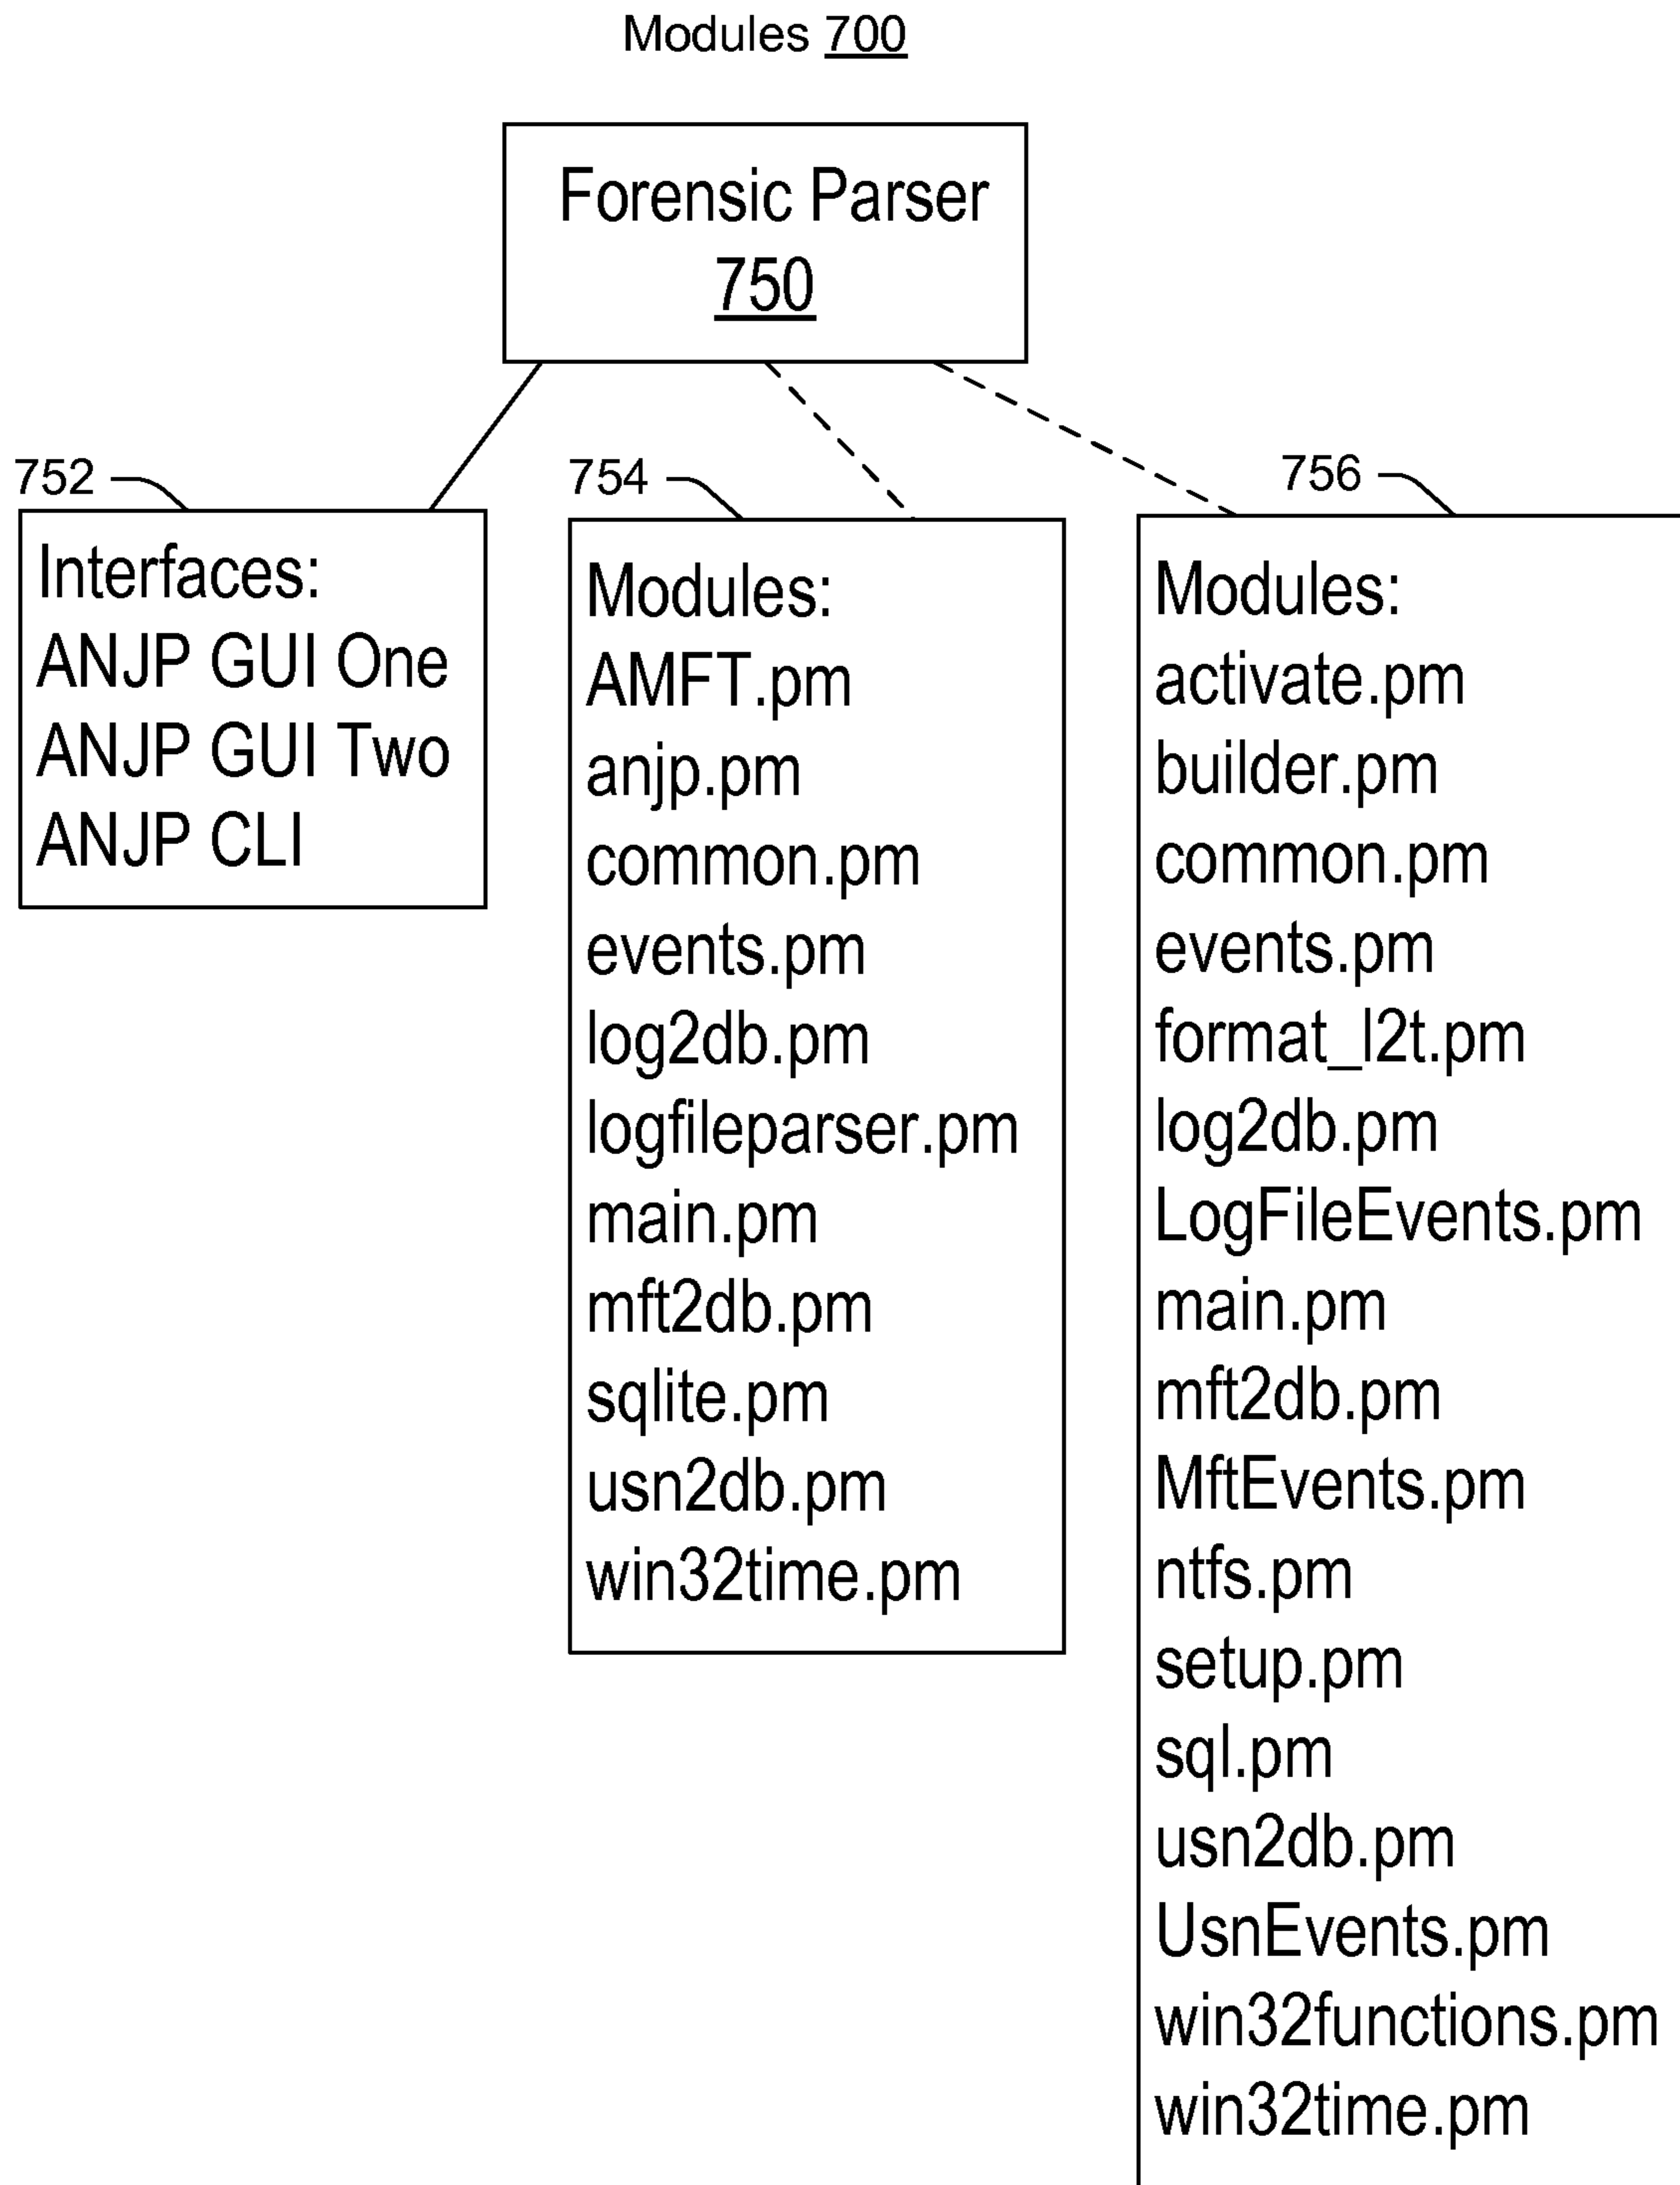 Modules 700
Forensic Parser
750
752
Interfaces:
ANJP GUI One
ANJP GUI Two
ANJP CLI
754
Modules:
AMFT.pm
anjp.pm
common.pm
events.pm
log2db.pm
logfileparser.pm
main.pm
mft2db.pm
sqlite.pm
usn2db.pm
win32time.pm
756
Modules:
activate.pm
builder.pm
common.pm
events.pm
format_l2t.pm
log2db.pm
LogFileEvents.pm
main.pm
mft2db.pm
MftEvents.pm
ntfs.pm
setup.pm
sql.pm
usn2db.pm
UsnEvents.pm
win32functions.pm
win32time.pm